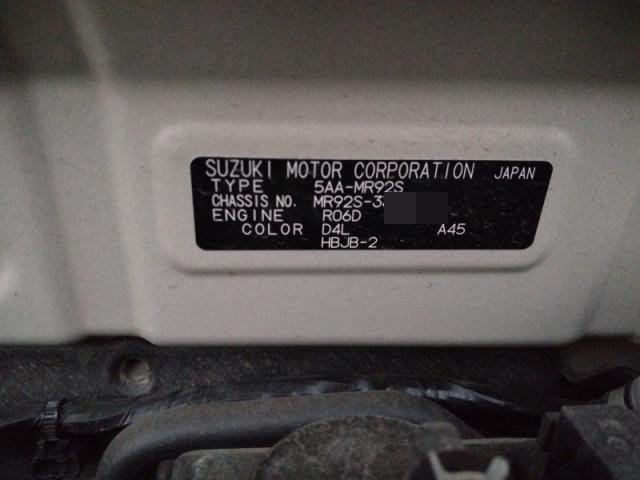 SUZUKI MOTOR CORPORATION JAPAN
TYPE 5AA-MR92S
CHASSIS NO. MR92S-3
ENGINE R06D
COLOR D4L A45
HBJB-2